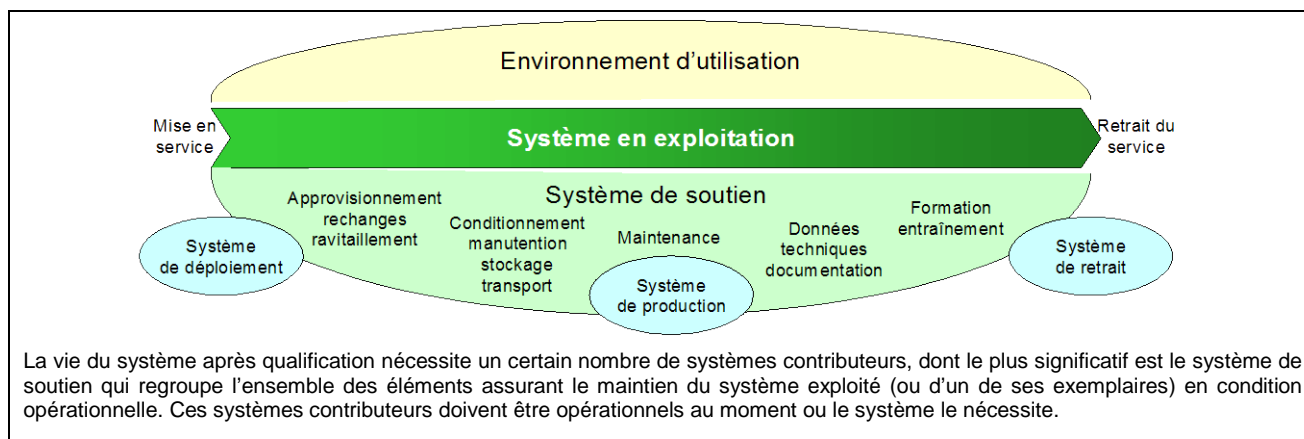 Environnement d'utilisation
Mise en
service
Système en exploitation
Retrait du
service
Système de soutien
Approvisionnement
rechanges
ravitaillement
Conditionnement
manutention
stockage
transport
Maintenance
Données
techniques
documentation
Formation
entraînement
Système
de déploiement
Système
de production
Système
de retrait
La vie du système après qualification nécessite un certain nombre de systèmes contributeurs, dont le plus significatif est le système de
soutien qui regroupe l'ensemble des éléments assurant le maintien du système exploité (ou d'un de ses exemplaires) en condition
opérationnelle. Ces systèmes contributeurs doivent être opérationnels au moment ou le système le nécessite.